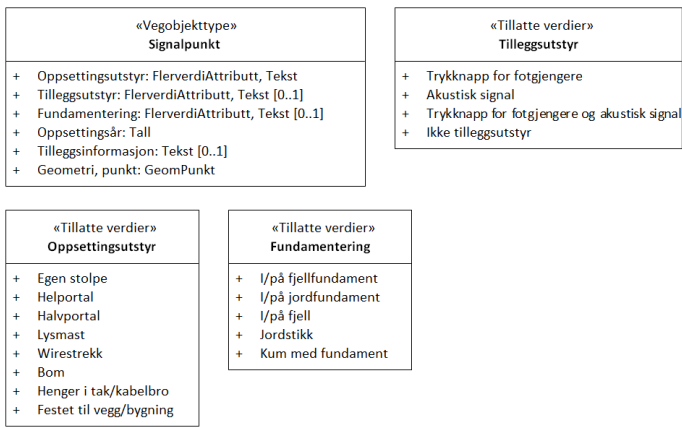 «Vegobjekttype»
Signalpunkt
+ Oppsettingsutstyr: FlerverdiAttributt, Tekst
+ Tilleggsutstyr: FlerverdiAttributt, Tekst [0..1]
+ Fundamentering: FlerverdiAttributt, Tekst [0..1]
+ Oppsettingsår: Tall
+ Tilleggsinformasjon: Tekst [0..1]
+ Geometri, punkt: GeomPunkt
«Tillatte verdier»
Tilleggsutstyr
+ Trykknapp for fotgjengere
+ Akustisk signal
+ Trykknapp for fotgjengere og akustisk signal
+ Ikke tilleggsutstyr
«Tillatte verdier»
Oppsettingsutstyr
+ Egen stolpe
+ Helportal
+ Halvportal
+ Lysmast
+ Wirestrekk
+ Bom
+ Henger i tak/kabelbro
+ Festet til vegg/bygning
«Tillatte verdier»
Fundamentering
+ I/på fjellfundament
+ I/på jordfundament
+ I/på fjell
+ Jordstikk
+ Kum med fundament